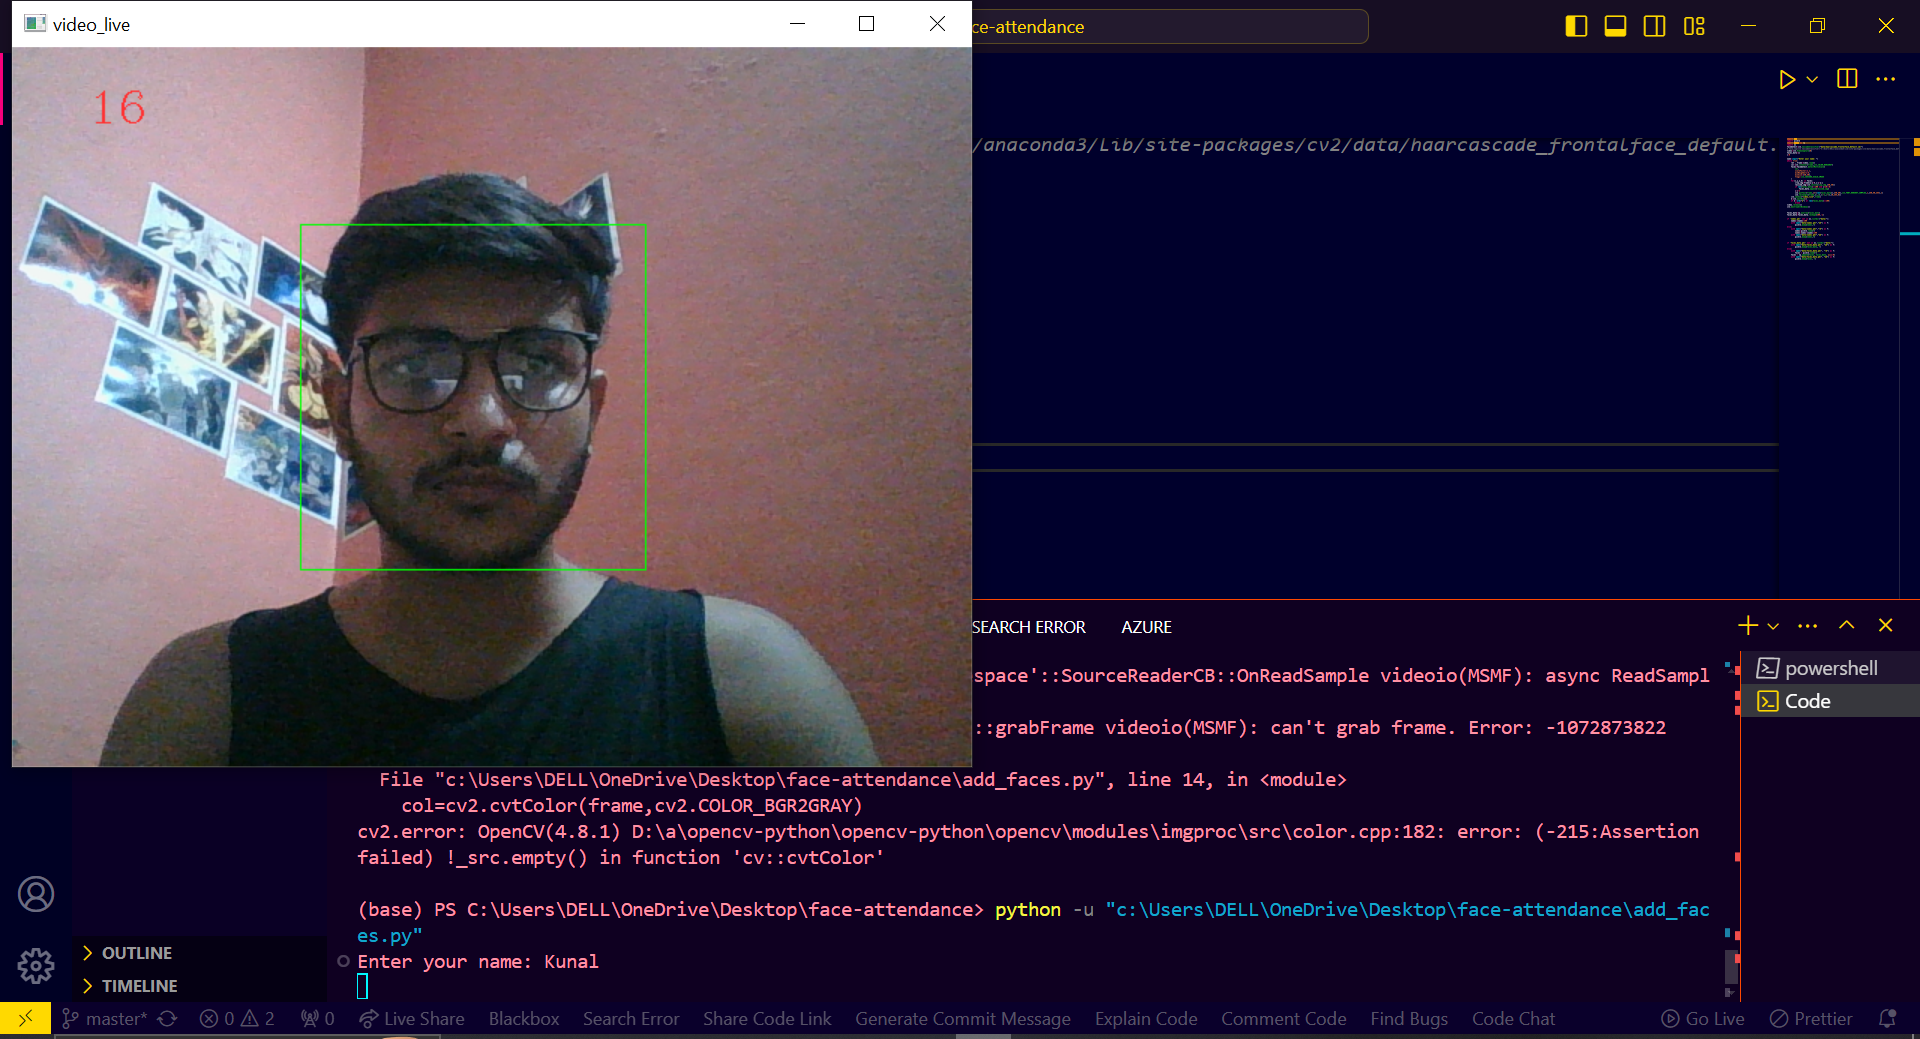 video_live
ce-attendance
16
/anaconda3/Lib/site-packages/cv2/data/haarcascade_frontalface_default.
SEARCH ERROR
AZURE
powershell
Code
space'::SourceReaderCB::OnReadSample videoio(MSMF): async ReadSampl
::grabFrame videoio(MSMF): can't grab frame. Error: -1072873822
File "c:\Users\DELL\OneDrive\Desktop\face-attendance\add_faces.py", line 14, in <module>
col=cv2.cvtColor(frame,cv2.COLOR_BGR2GRAY)
cv2.error: OpenCV(4.8.1) D:\a\opencv-python\opencv-python\opencv\modules\imgproc\src\color.cpp:182: error: (-215:Assertion
failed) !_src.empty() in function 'cv::cvtColor'
(base) PS C:\Users\DELL\OneDrive\Desktop\face-attendance> python -u "c:\Users\DELL\OneDrive\Desktop\face-attendance\add_fac
es.py"
Enter your name: Kunal
OUTLINE
TIMELINE
master* 0 2 0 Live Share Blackbox Search Error Share Code Link Generate Commit Message Explain Code Comment Code Find Bugs Code Chat Go Live Prettier